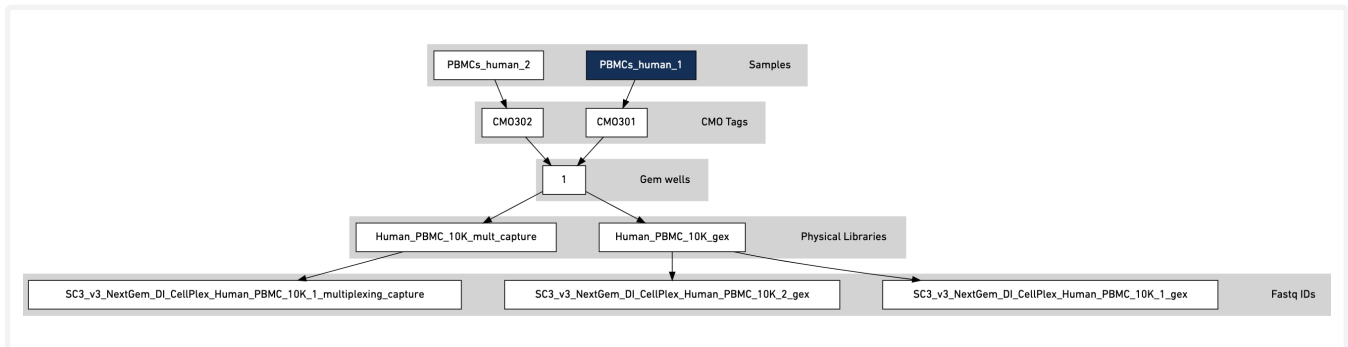 PBMCs_human_2 PBMCs_human_1 Samples
CMO302 CMO301 CMO Tags
1 Gem wells
Human_PBMC_10K_mult_capture Human_PBMC_10K_gex Physical Libraries
SC3_v3_NextGem_DI_CellPlex_Human_PBMC_10K_1_multiplexing_capture SC3_v3_NextGem_DI_CellPlex_Human_PBMC_10K_2_gex SC3_v3_NextGem_DI_CellPlex_Human_PBMC_10K_1_gex Fastq IDs